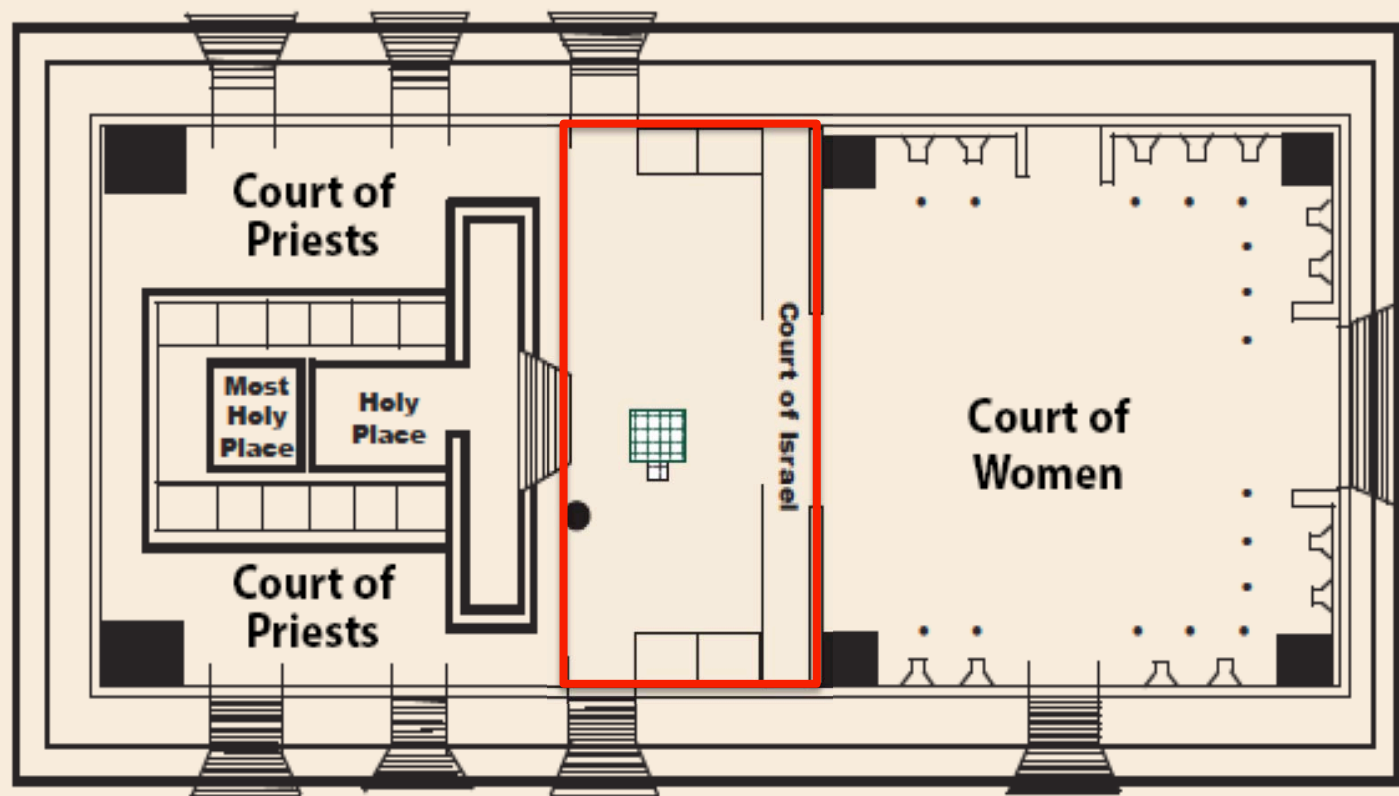 Court of
Priests
Most
Holy
Place
Holy
Place
Court of Israel
Court of
Women
Court of
Priests